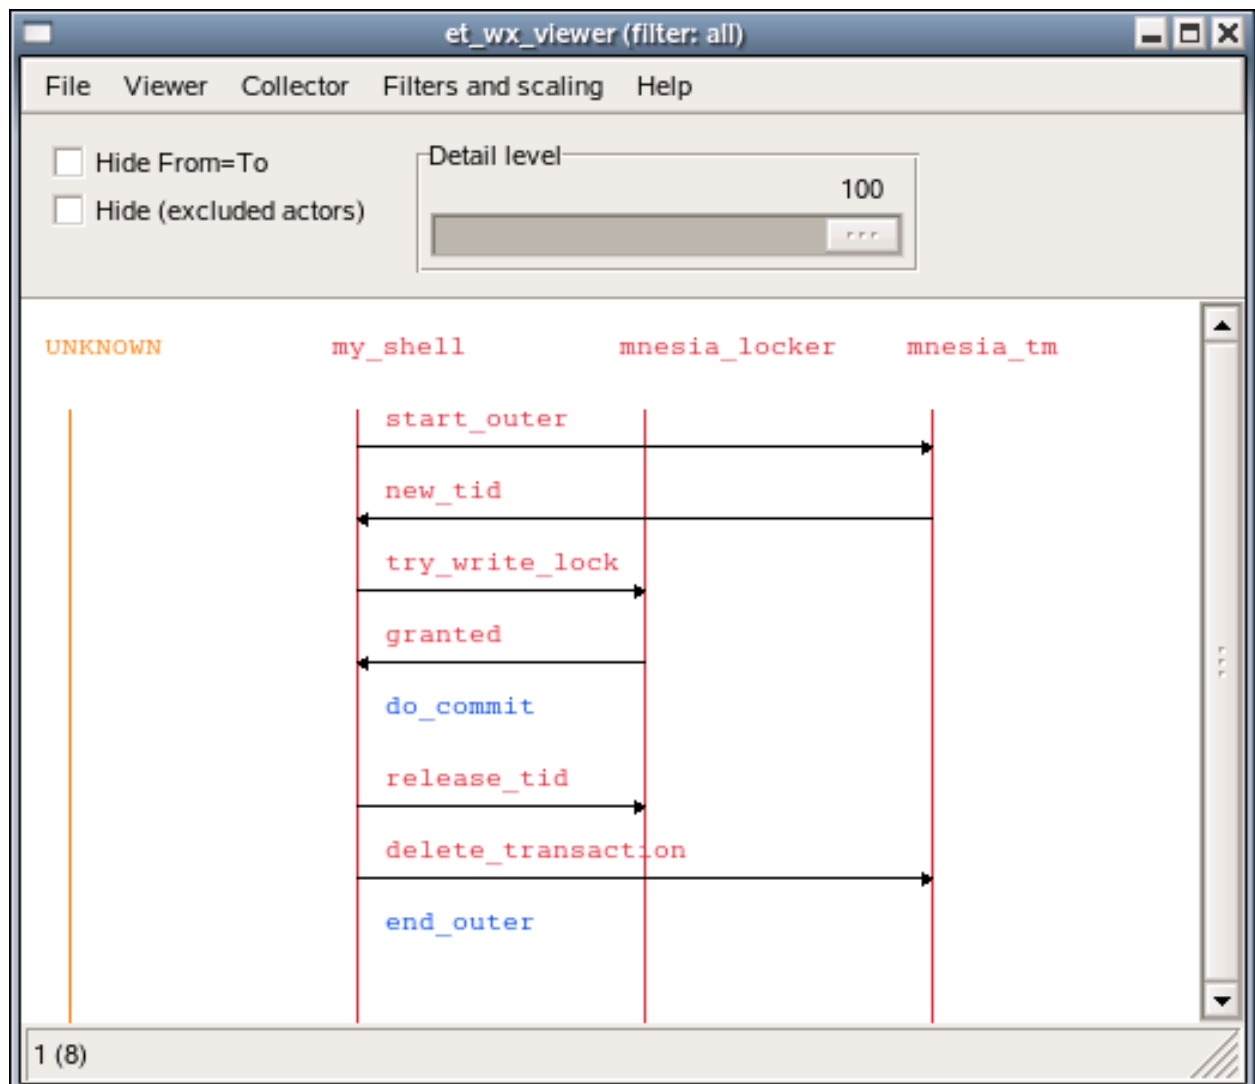 et_wx_viewer (filter: all)
File Viewer Collector Filters and scaling Help
Hide From=To
Hide (excluded actors)
Detail level
100
UNKNOWN my_shell mnesia_locker mnesia_tm
start_outer
new_tid
try_write_lock
granted
do_commit
release_tid
delete_transaction
end_outer
1 (8)